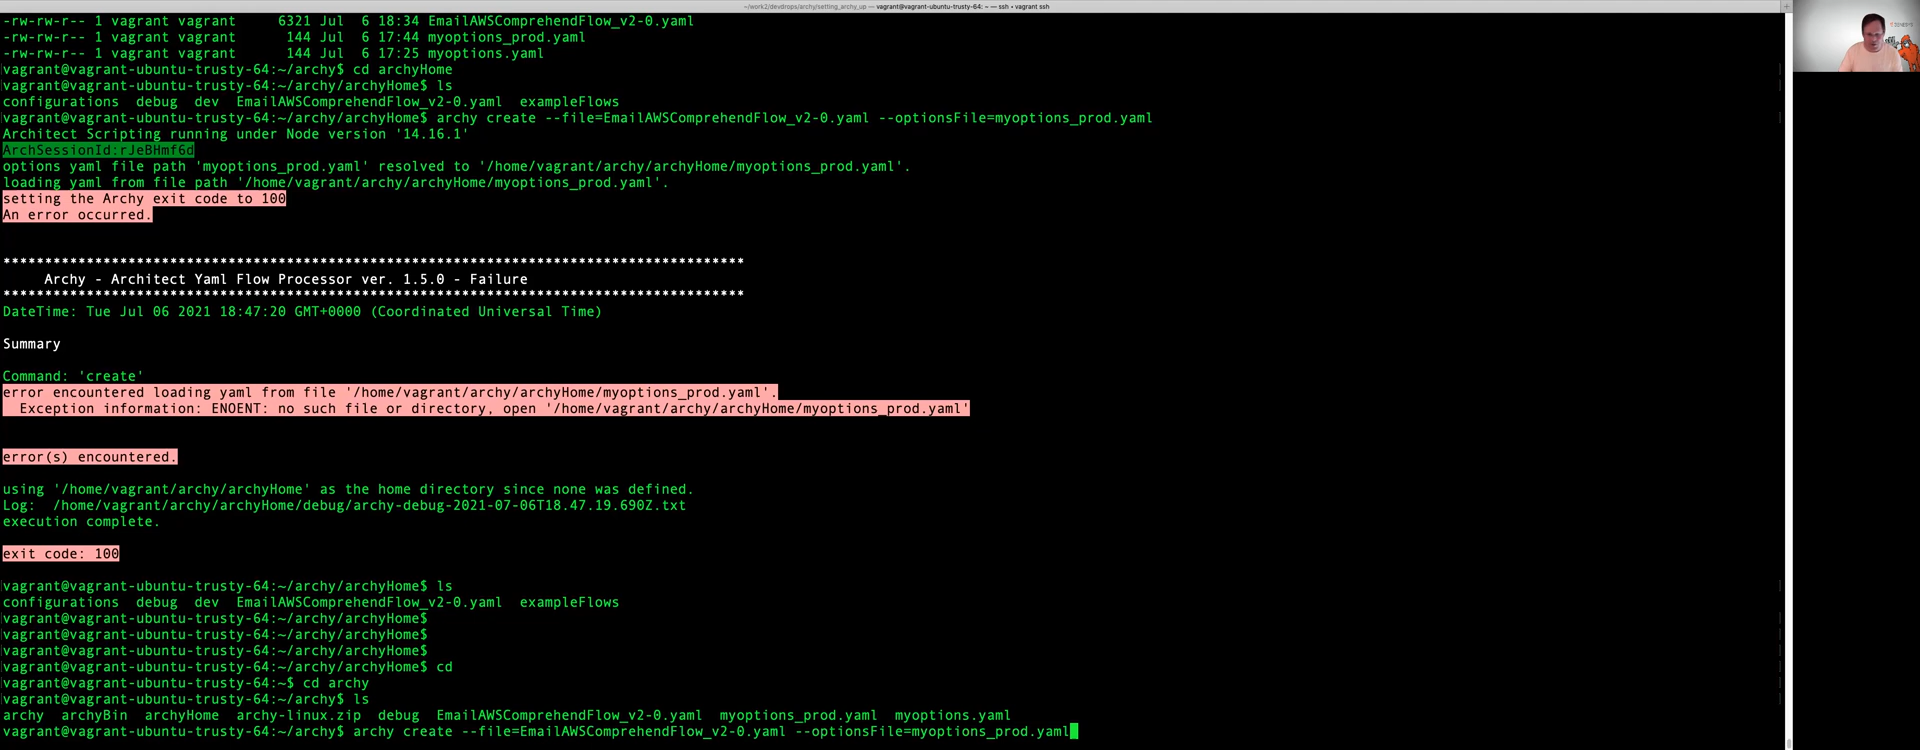 ~/work2/devdrops/archy/setting_archy_up — vagrant@vagrant-ubuntu-trusty-64: ~ — ssh • vagrant ssh
-rw-rw-r-- 1 vagrant vagrant     6321 Jul  6 18:34 EmailAWSComprehendFlow_v2-0.yaml
-rw-rw-r-- 1 vagrant vagrant      144 Jul  6 17:44 myoptions_prod.yaml
-rw-rw-r-- 1 vagrant vagrant      144 Jul  6 17:25 myoptions.yaml
vagrant@vagrant-ubuntu-trusty-64:~/archy$ cd archyHome
vagrant@vagrant-ubuntu-trusty-64:~/archy/archyHome$ ls
configurations  debug  dev  EmailAWSComprehendFlow_v2-0.yaml  exampleFlows
vagrant@vagrant-ubuntu-trusty-64:~/archy/archyHome$ archy create --file=EmailAWSComprehendFlow_v2-0.yaml --optionsFile=myoptions_prod.yaml
Architect Scripting running under Node version '14.16.1'
ArchSessionId:rJeBHmf6d
options yaml file path 'myoptions_prod.yaml' resolved to '/home/vagrant/archy/archyHome/myoptions_prod.yaml'.
loading yaml from file path '/home/vagrant/archy/archyHome/myoptions_prod.yaml'.
setting the Archy exit code to 100
An error occurred.
*****************************************************************************************
Archy - Architect Yaml Flow Processor ver. 1.5.0 - Failure
*****************************************************************************************
DateTime: Tue Jul 06 2021 18:47:20 GMT+0000 (Coordinated Universal Time)
Summary
Command: 'create'
error encountered loading yaml from file '/home/vagrant/archy/archyHome/myoptions_prod.yaml'.
Exception information: ENOENT: no such file or directory, open '/home/vagrant/archy/archyHome/myoptions_prod.yaml'
error(s) encountered.
using '/home/vagrant/archy/archyHome' as the home directory since none was defined.
Log:  /home/vagrant/archy/archyHome/debug/archy-debug-2021-07-06T18.47.19.690Z.txt
execution complete.
exit code: 100
vagrant@vagrant-ubuntu-trusty-64:~/archy/archyHome$ ls
configurations  debug  dev  EmailAWSComprehendFlow_v2-0.yaml  exampleFlows
vagrant@vagrant-ubuntu-trusty-64:~/archy/archyHome$
vagrant@vagrant-ubuntu-trusty-64:~/archy/archyHome$
vagrant@vagrant-ubuntu-trusty-64:~/archy/archyHome$
vagrant@vagrant-ubuntu-trusty-64:~/archy/archyHome$ cd
vagrant@vagrant-ubuntu-trusty-64:~$ cd archy
vagrant@vagrant-ubuntu-trusty-64:~/archy$ ls
archy  archyBin  archyHome  archy-linux.zip  debug  EmailAWSComprehendFlow_v2-0.yaml  myoptions_prod.yaml  myoptions.yaml
vagrant@vagrant-ubuntu-trusty-64:~/archy$ archy create --file=EmailAWSComprehendFlow_v2-0.yaml --optionsFile=myoptions_prod.yaml